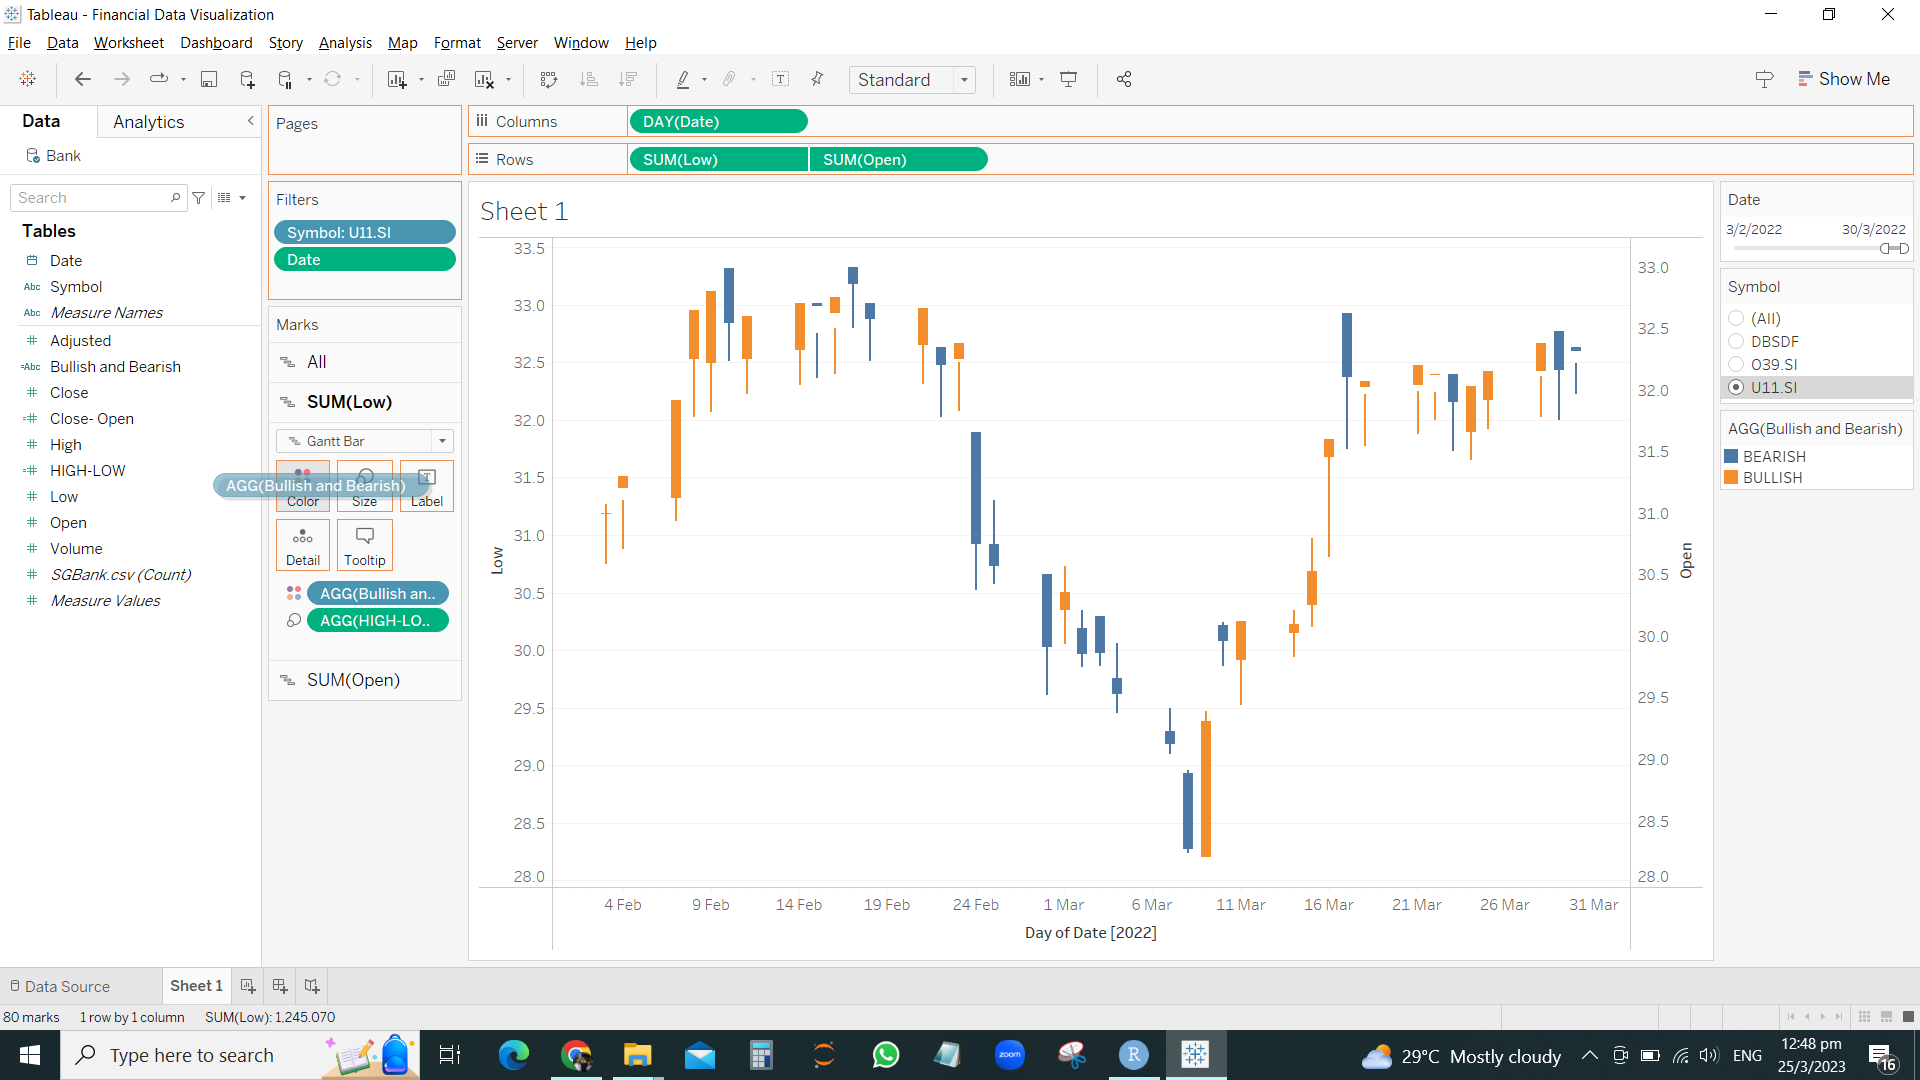 Tableau - Financial Data Visualization
File Data Worksheet Dashboard Story Analysis Map Format Server Window Help
Standard
Show Me
Data
Analytics
Bank
Search
Tables
Date
Abc Symbol
Abc Measure Names
Adjusted
=Abc Bullish and Bearish
Close
Close- Open
High
HIGH-LOW
Low
Open
Volume
SGBank.csv (Count)
Measure Values
Pages
Filters
Symbol: U11.SI
Date
Marks
All
SUM(Low)
Gantt Bar
Color Size Label
AGG(Bullish and Bearish)
Detail Tooltip
AGG(Bullish an..
AGG(HIGH-LO..
SUM(Open)
Columns
DAY(Date)
Rows
SUM(Low)
SUM(Open)
Sheet 1
33.5
33.0
32.5
32.0
31.5
31.0
30.5
30.0
29.5
29.0
28.5
28.0
Low
33.0
32.5
32.0
31.5
31.0
30.5
30.0
29.5
29.0
28.5
28.0
Open
4 Feb 9 Feb 14 Feb 19 Feb 24 Feb 1 Mar 6 Mar 11 Mar 16 Mar 21 Mar 26 Mar 31 Mar
Day of Date [2022]
Date
3/2/2022 30/3/2022
Symbol
(All)
DBSDF
O39.SI
U11.SI
AGG(Bullish and Bearish)
BEARISH
BULLISH
Data Source
Sheet 1
80 marks 1 row by 1 column SUM(Low): 1,245.070
Type here to search
zoom
R
29°C Mostly cloudy
ENG
12:48 pm
25/3/2023
16